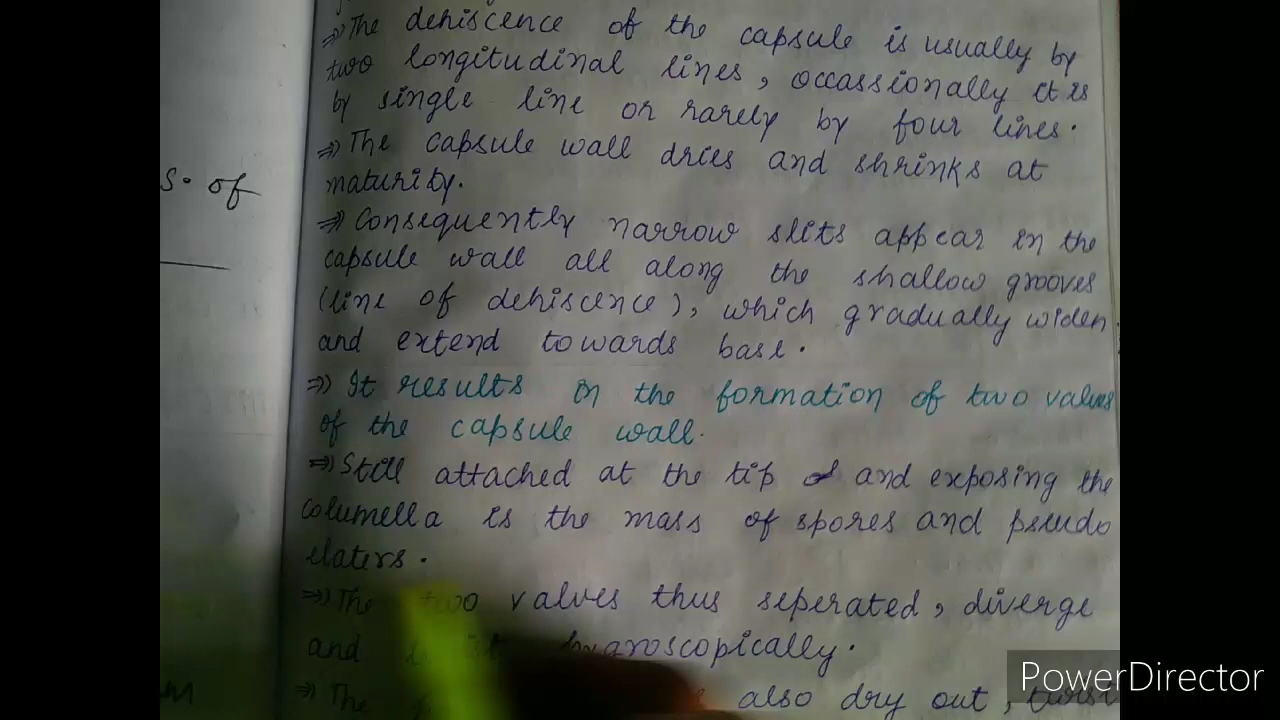 ⇒ The dehiscence of the capsule is usually by
two longitudinal lines, occassionally it is
by single line or rarely by four lines.
⇒ The capsule wall dries and shrinks at
maturity.
s. of
⇒ Consequently narrow slits appear in the
capsule wall all along the shallow grooves
(line of dehiscence), which gradually widen
and extend towards base.
⇒ It results in the formation of two valves
of the capsule wall.
⇒ Still attached at the tip and exposing the
columella is the mass of spores and pseudo
elaters.
⇒ The two valves thus seperated, diverge
and hygroscopically.
⇒ The also dry out, twist
PowerDirector